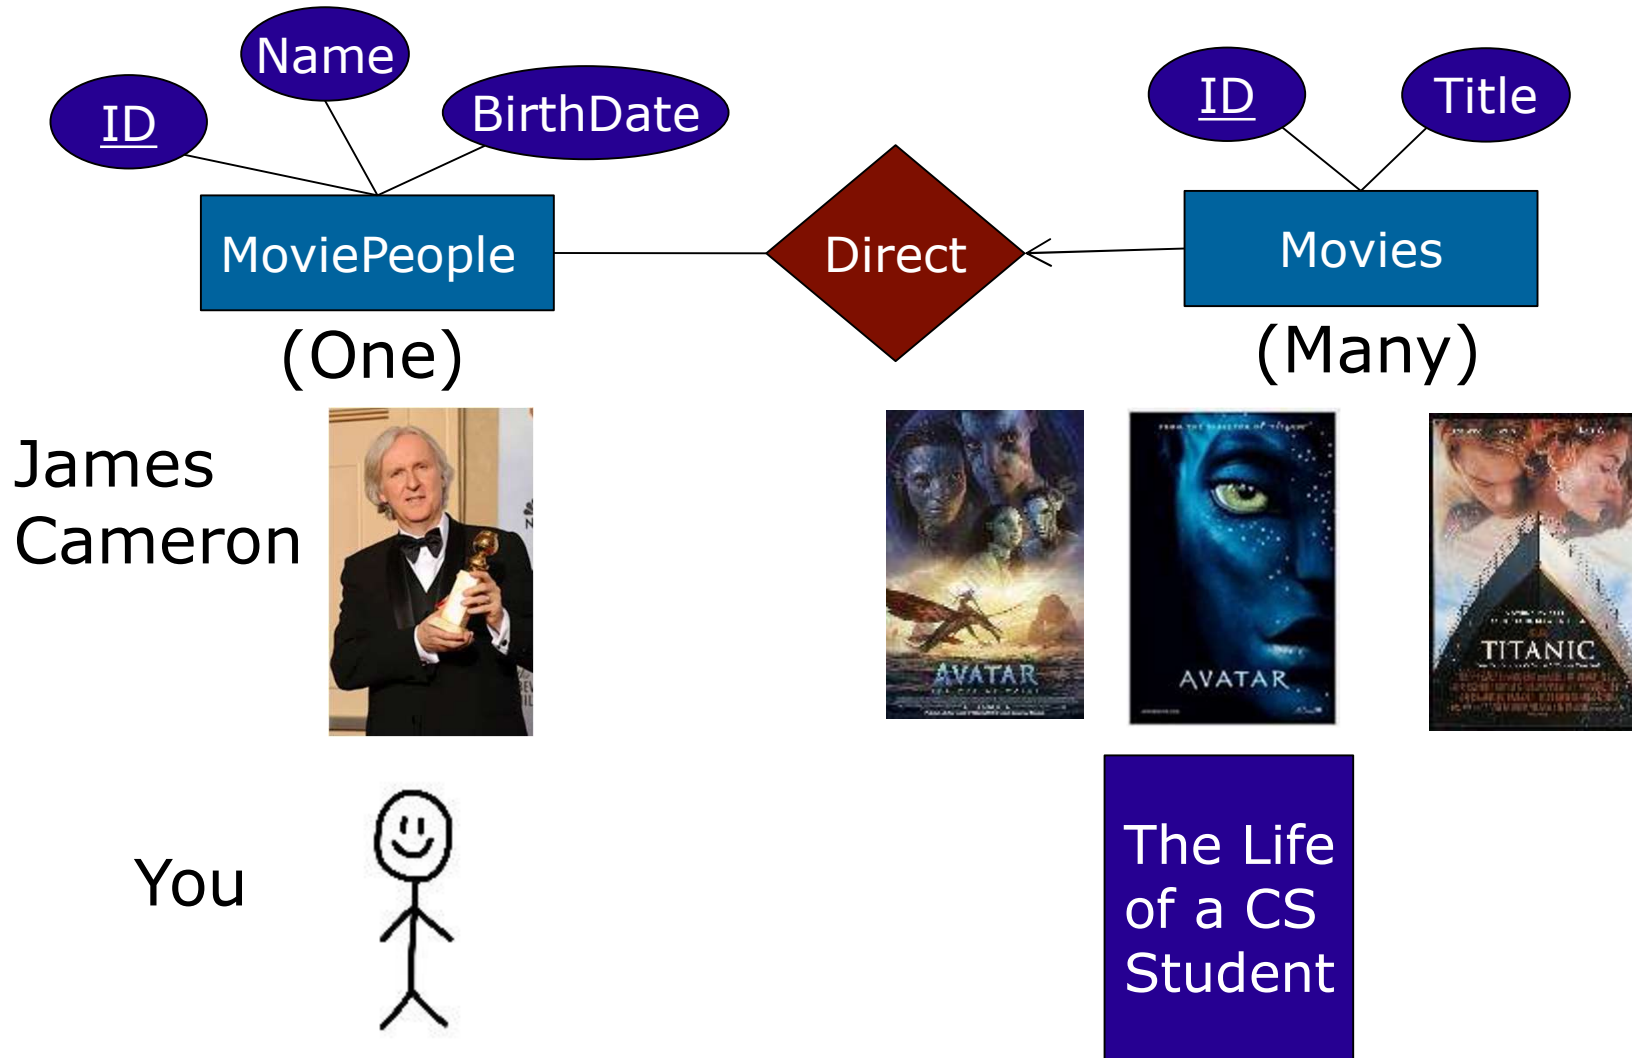 Name
ID
BirthDate
ID
Title
MoviePeople
Direct
Movies
(One)
(Many)
James
Cameron
AVATAR
AVATAR
TITANIC
You
The Life
of a CS
Student